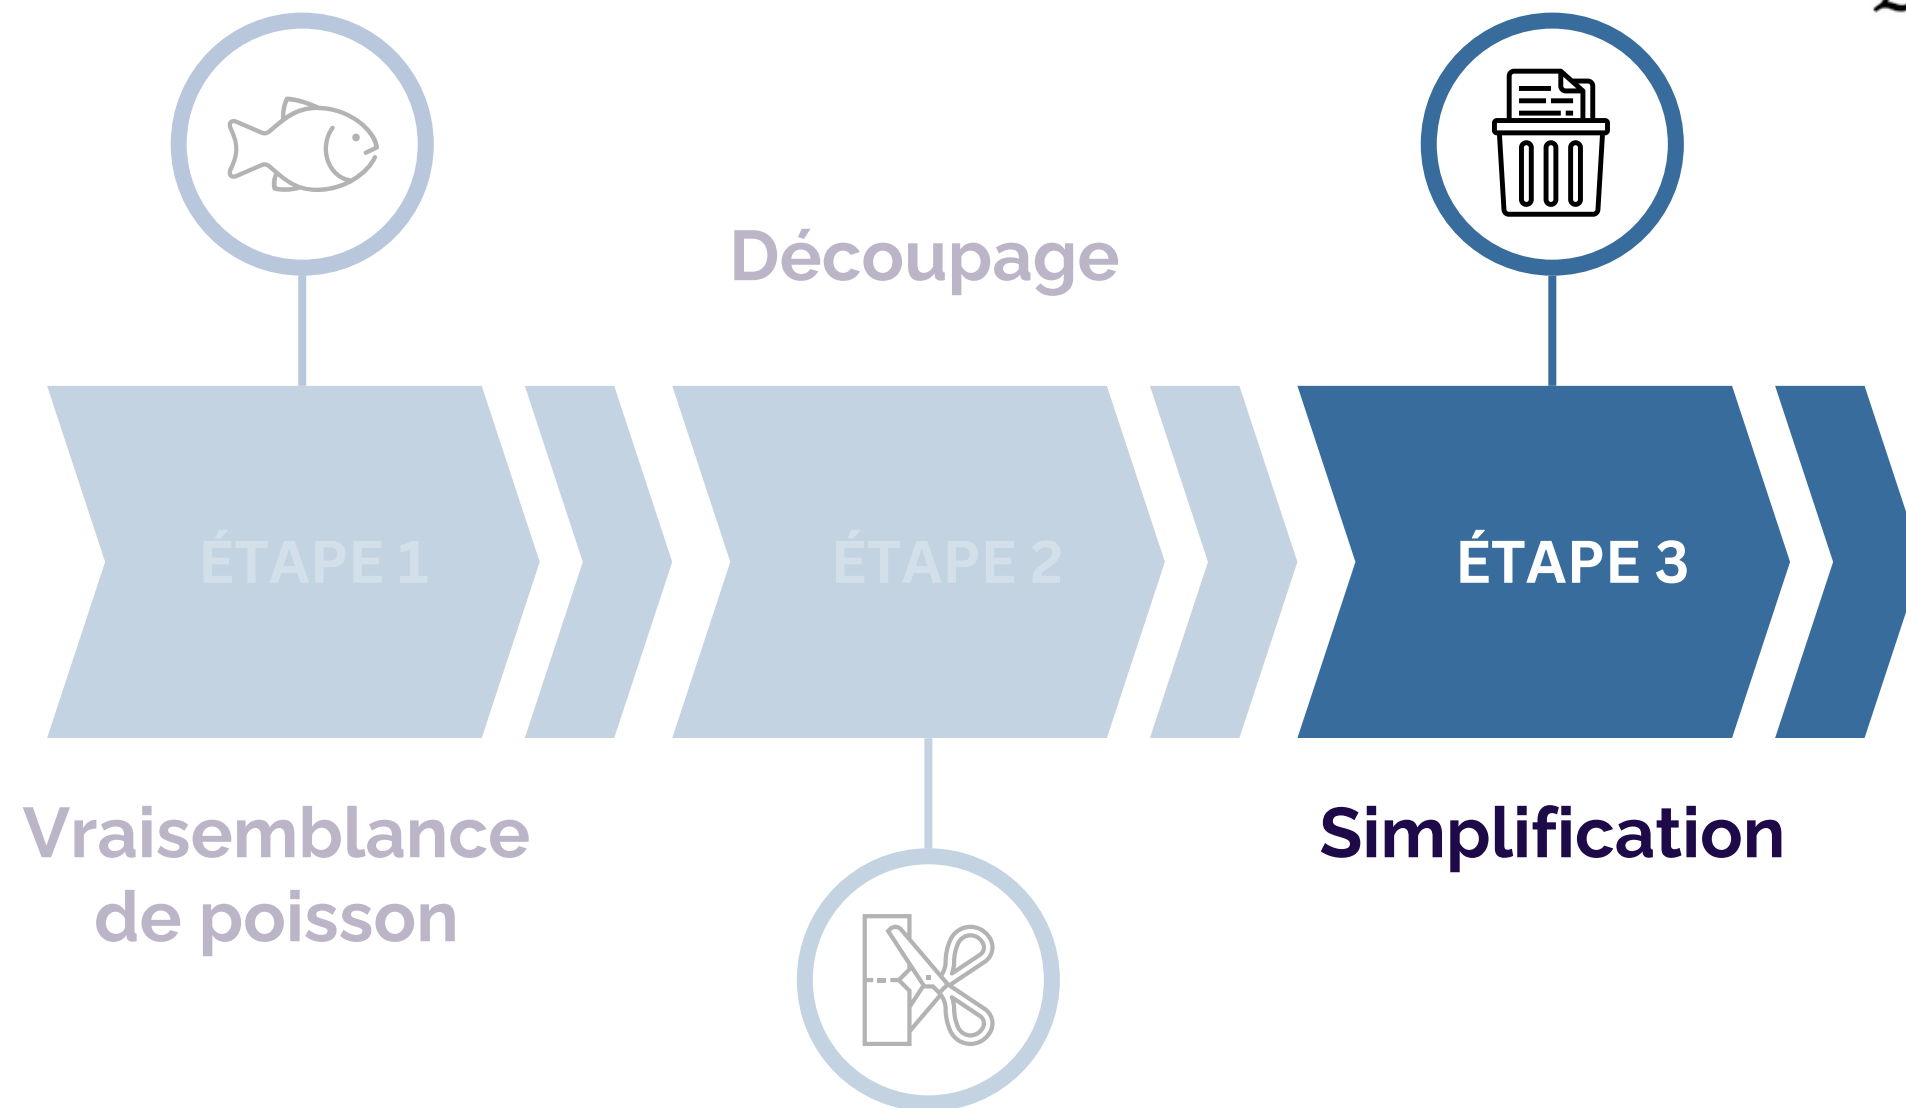 Découpage
ÉTAPE 1
ÉTAPE 2
ÉTAPE 3
Vraisemblance
de poisson
Simplification